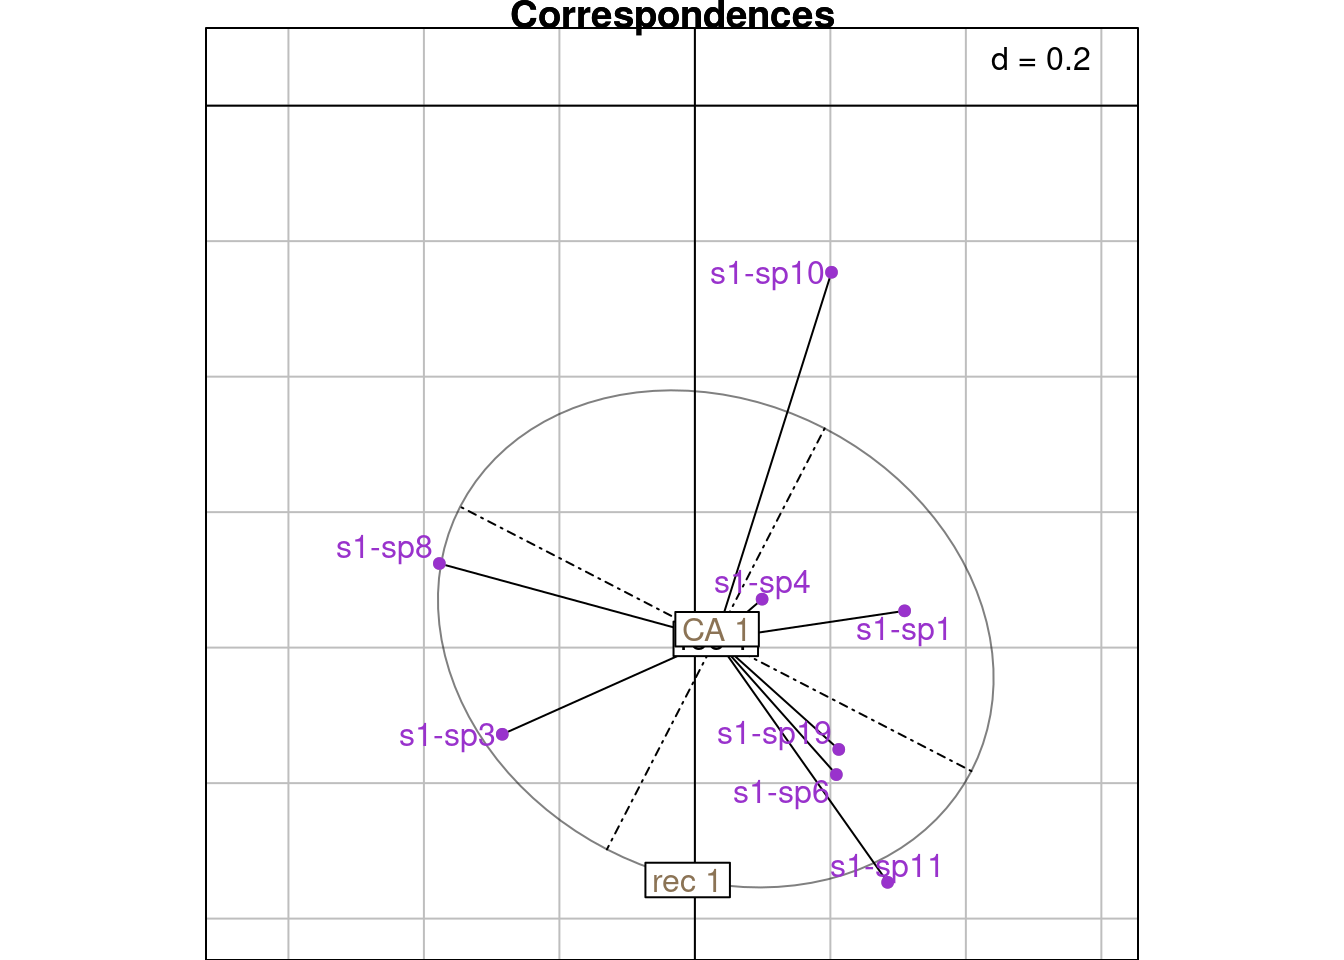 Correspondences
d = 0.2
s1-sp10
s1-sp8
s1-sp4
CA 1
s1-sp1
s1-sp3
s1-sp19
s1-sp6
s1-sp11
rec 1